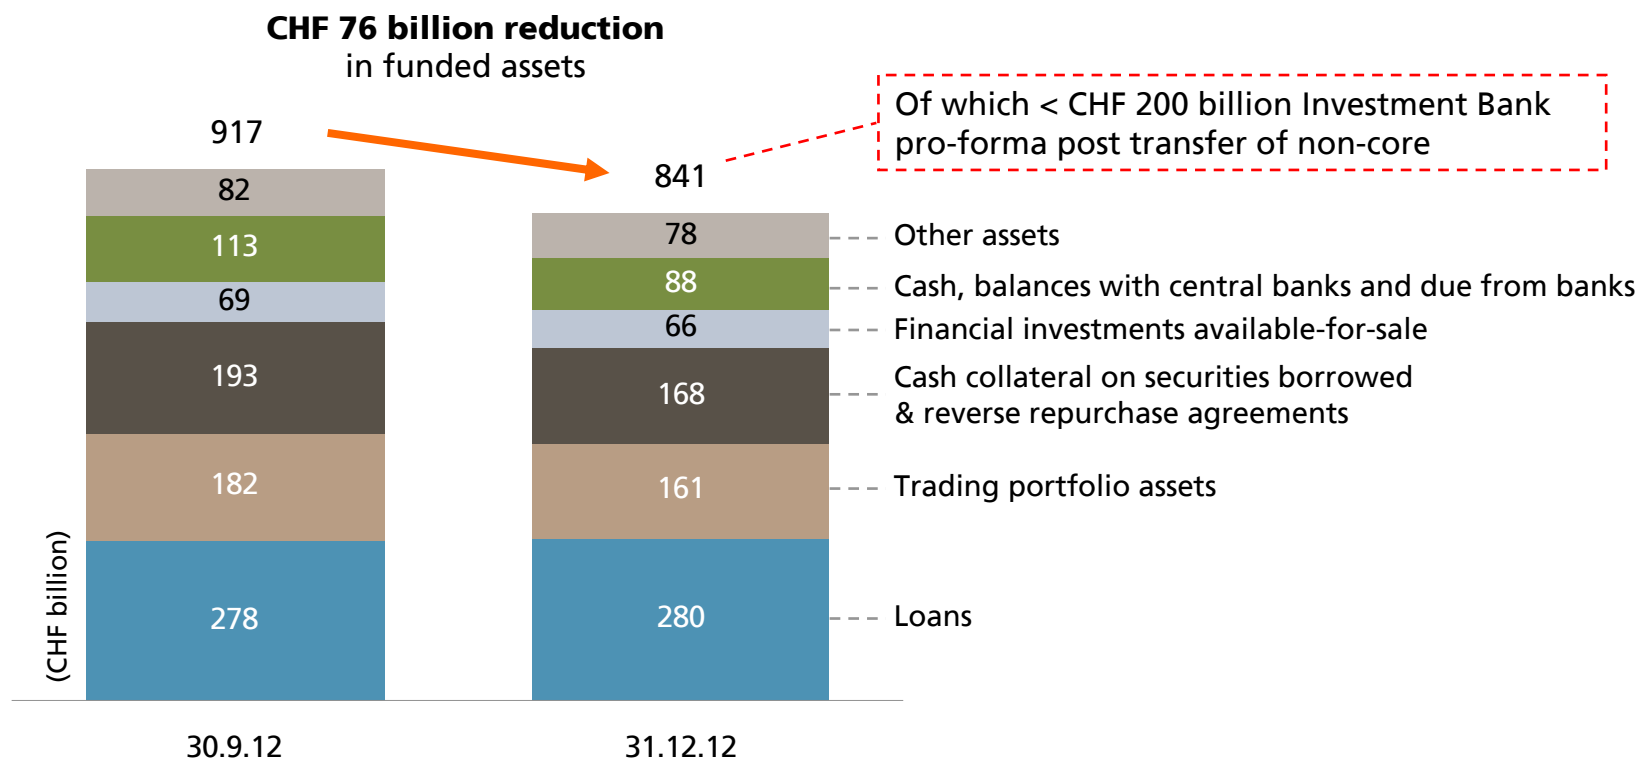 CHF 76 billion reduction
in funded assets
Of which < CHF 200 billion Investment Bank
pro-forma post transfer of non-core
917
841
82
113
69
193
182
278
78
88
66
168
161
280
Other assets
Cash, balances with central banks and due from banks
Financial investments available-for-sale
Cash collateral on securities borrowed
& reverse repurchase agreements
Trading portfolio assets
Loans
(CHF billion)
30.9.12
31.12.12